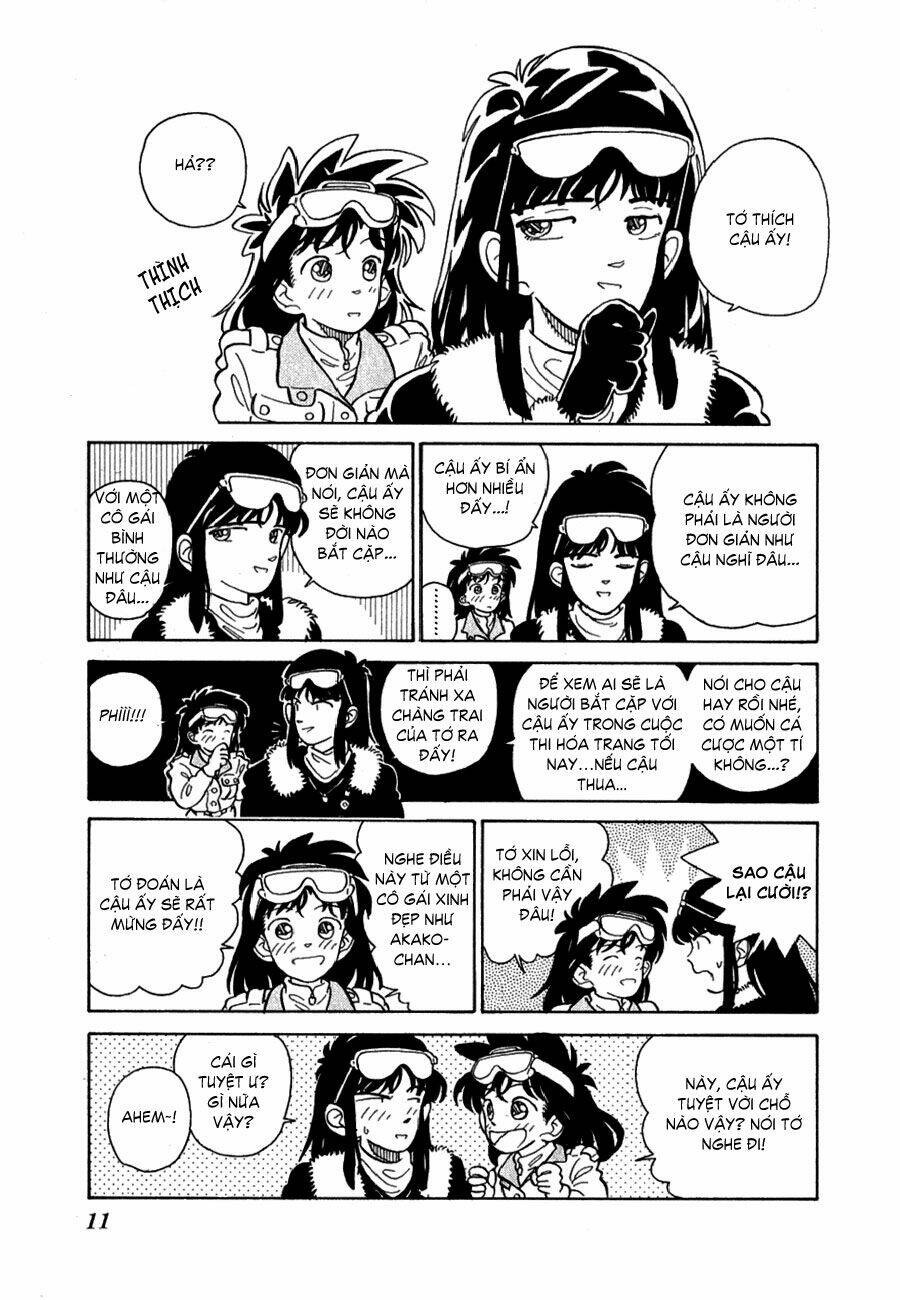 TỚ THÍCH
CẬU ẤY!
HẢ??
THÌNH
THỊCH
CẬU ẤY KHÔNG
PHẢI LÀ NGƯỜI
ĐƠN GIẢN NHƯ
CẬU NGHĨ ĐÂU...
CẬU ẤY BÍ ẨN
HƠN NHIỀU
ĐẤY...!
.......
ĐƠN GIẢN MÀ
NÓI, CẬU ẤY
SẼ KHÔNG
ĐỜI NÀO
BẮT CẶP...
VỚI MỘT
CÔ GÁI
BÌNH
THƯỜNG
NHƯ CẬU
ĐÂU...
NÓI CHO CẬU
HAY RỒI NHÉ,
CÓ MUỐN CÁ
CƯỢC MỘT TÍ
KHÔNG...?
ĐỂ XEM AI SẼ LÀ
NGƯỜI BẮT CẶP VỚI
CẬU ẤY TRONG CUỘC
THI HÓA TRANG TỐI
NAY...NẾU CẬU
THUA...
THÌ PHẢI
TRÁNH XA
CHÀNG TRAI
CỦA TỚ RA
ĐẤY!
PHÌÌÌ!!!
SAO CẬU
LẠI CƯỜI!?
TỚ XIN LỖI,
KHÔNG CẦN
PHẢI VẬY
ĐÂU!
NGHE ĐIỀU
NÀY TỪ MỘT
CÔ GÁI XINH
ĐẸP NHƯ
AKAKO-
CHAN...
TỚ ĐOÁN LÀ
CẬU ẤY SẼ RẤT
MỪNG ĐẤY!!
NÀY, CẬU ẤY
TUYỆT VỜI CHỖ
NÀO VẬY? NÓI TỚ
NGHE ĐI!
CÁI GÌ
TUYỆT Ư?
GÌ NỮA
VẬY?
AHEM~!
11